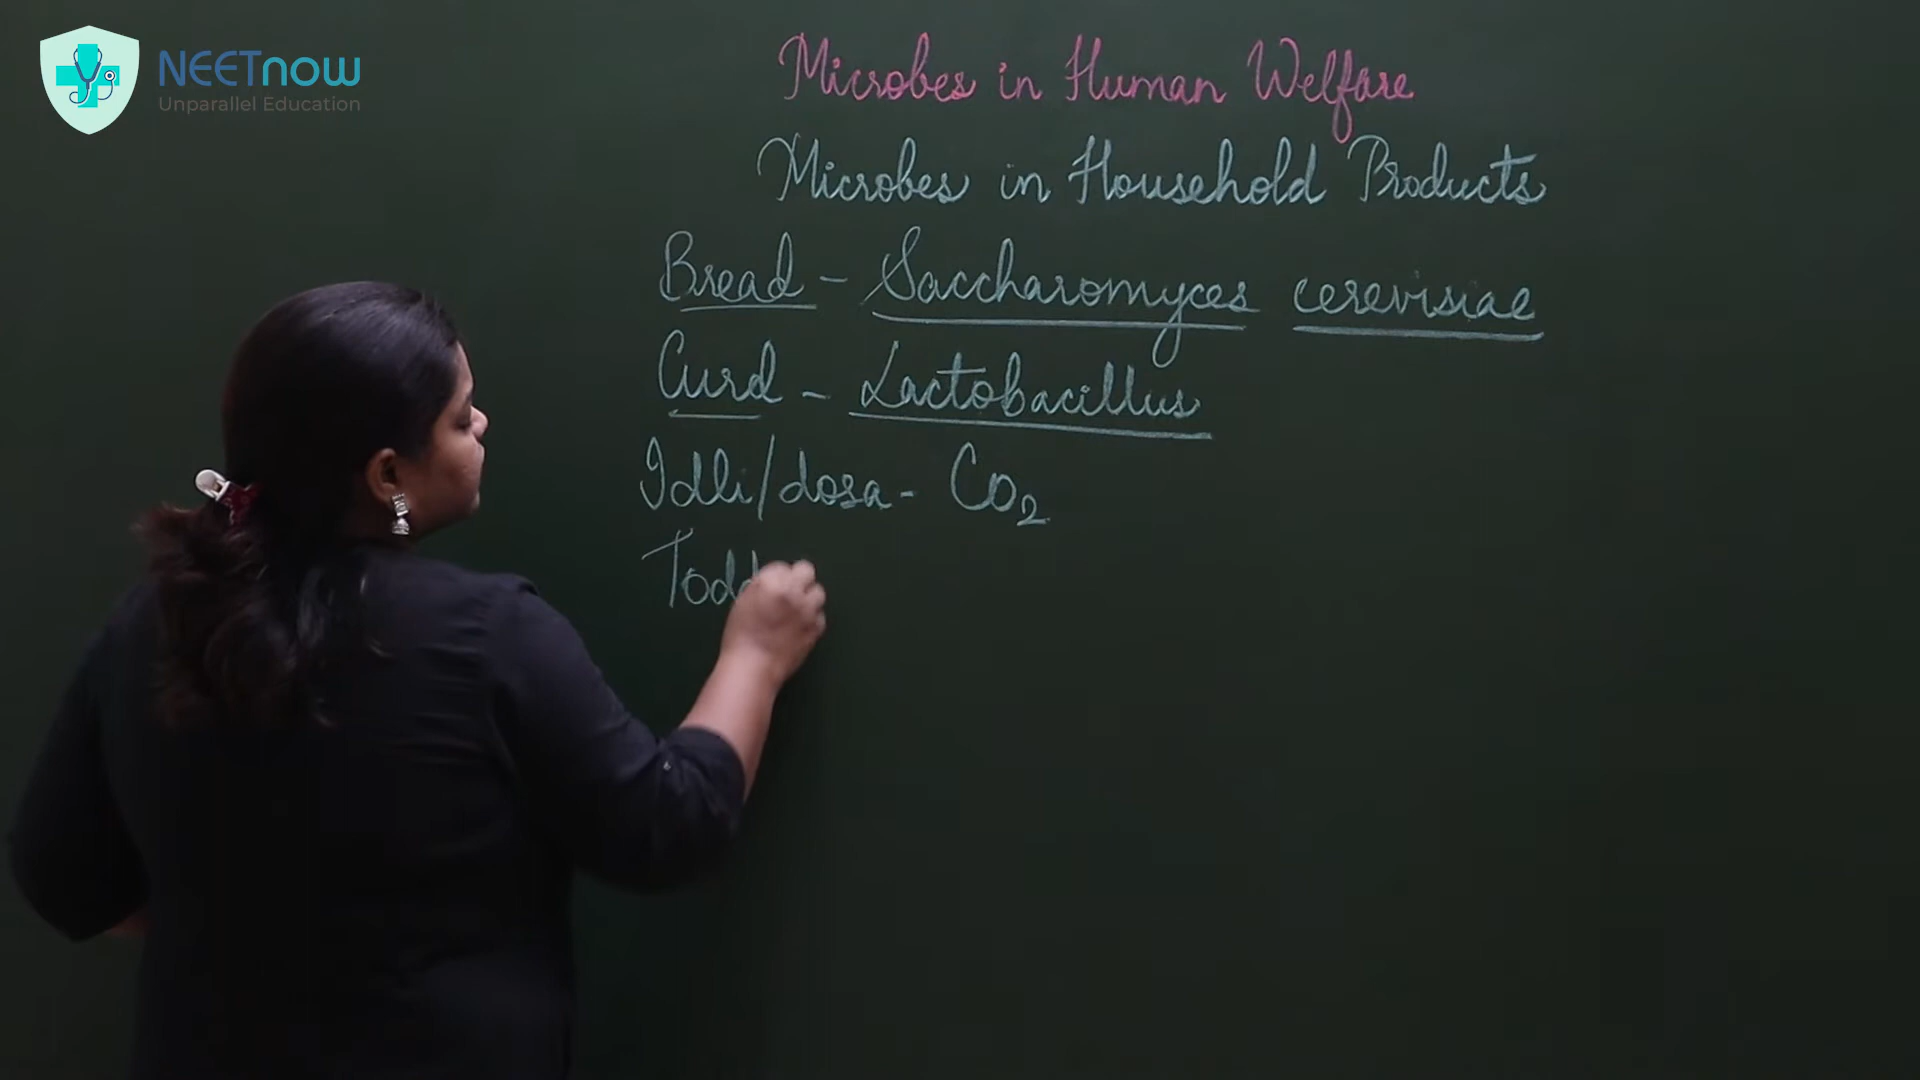 NEETnow
Unparallel Education
Microbes in Human Welfare
Microbes in Household Products
Bread - Saccharomyces cerevisiae
Curd - Lactobacillus
Idli/dosa - CO2
Todd